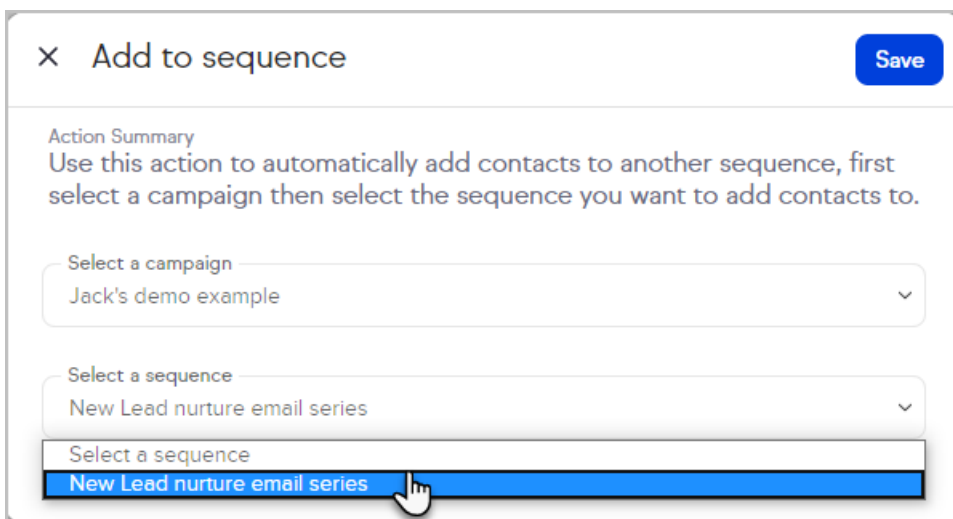 Add to sequence
Save
Action Summary
Use this action to automatically add contacts to another sequence, first
select a campaign then select the sequence you want to add contacts to.
Select a campaign
Jack's demo example
Select a sequence
New Lead nurture email series
Select a sequence
New Lead nurture email series